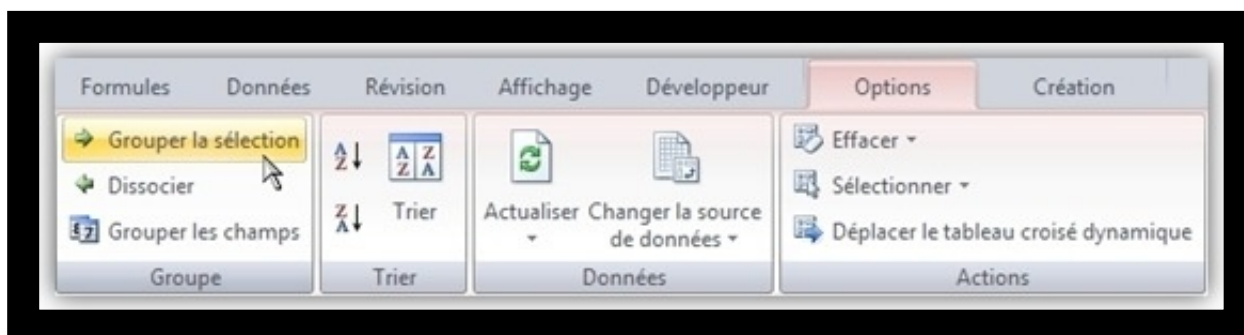 Formules Données Révision Affichage Développeur Options Création
Grouper la sélection
Dissocier
Grouper les champs
Groupe
A Z
Z A
A Z
Z A
Trier
Trier
Actualiser
Changer la source
de données
Données
Effacer
Sélectionner
Déplacer le tableau croisé dynamique
Actions